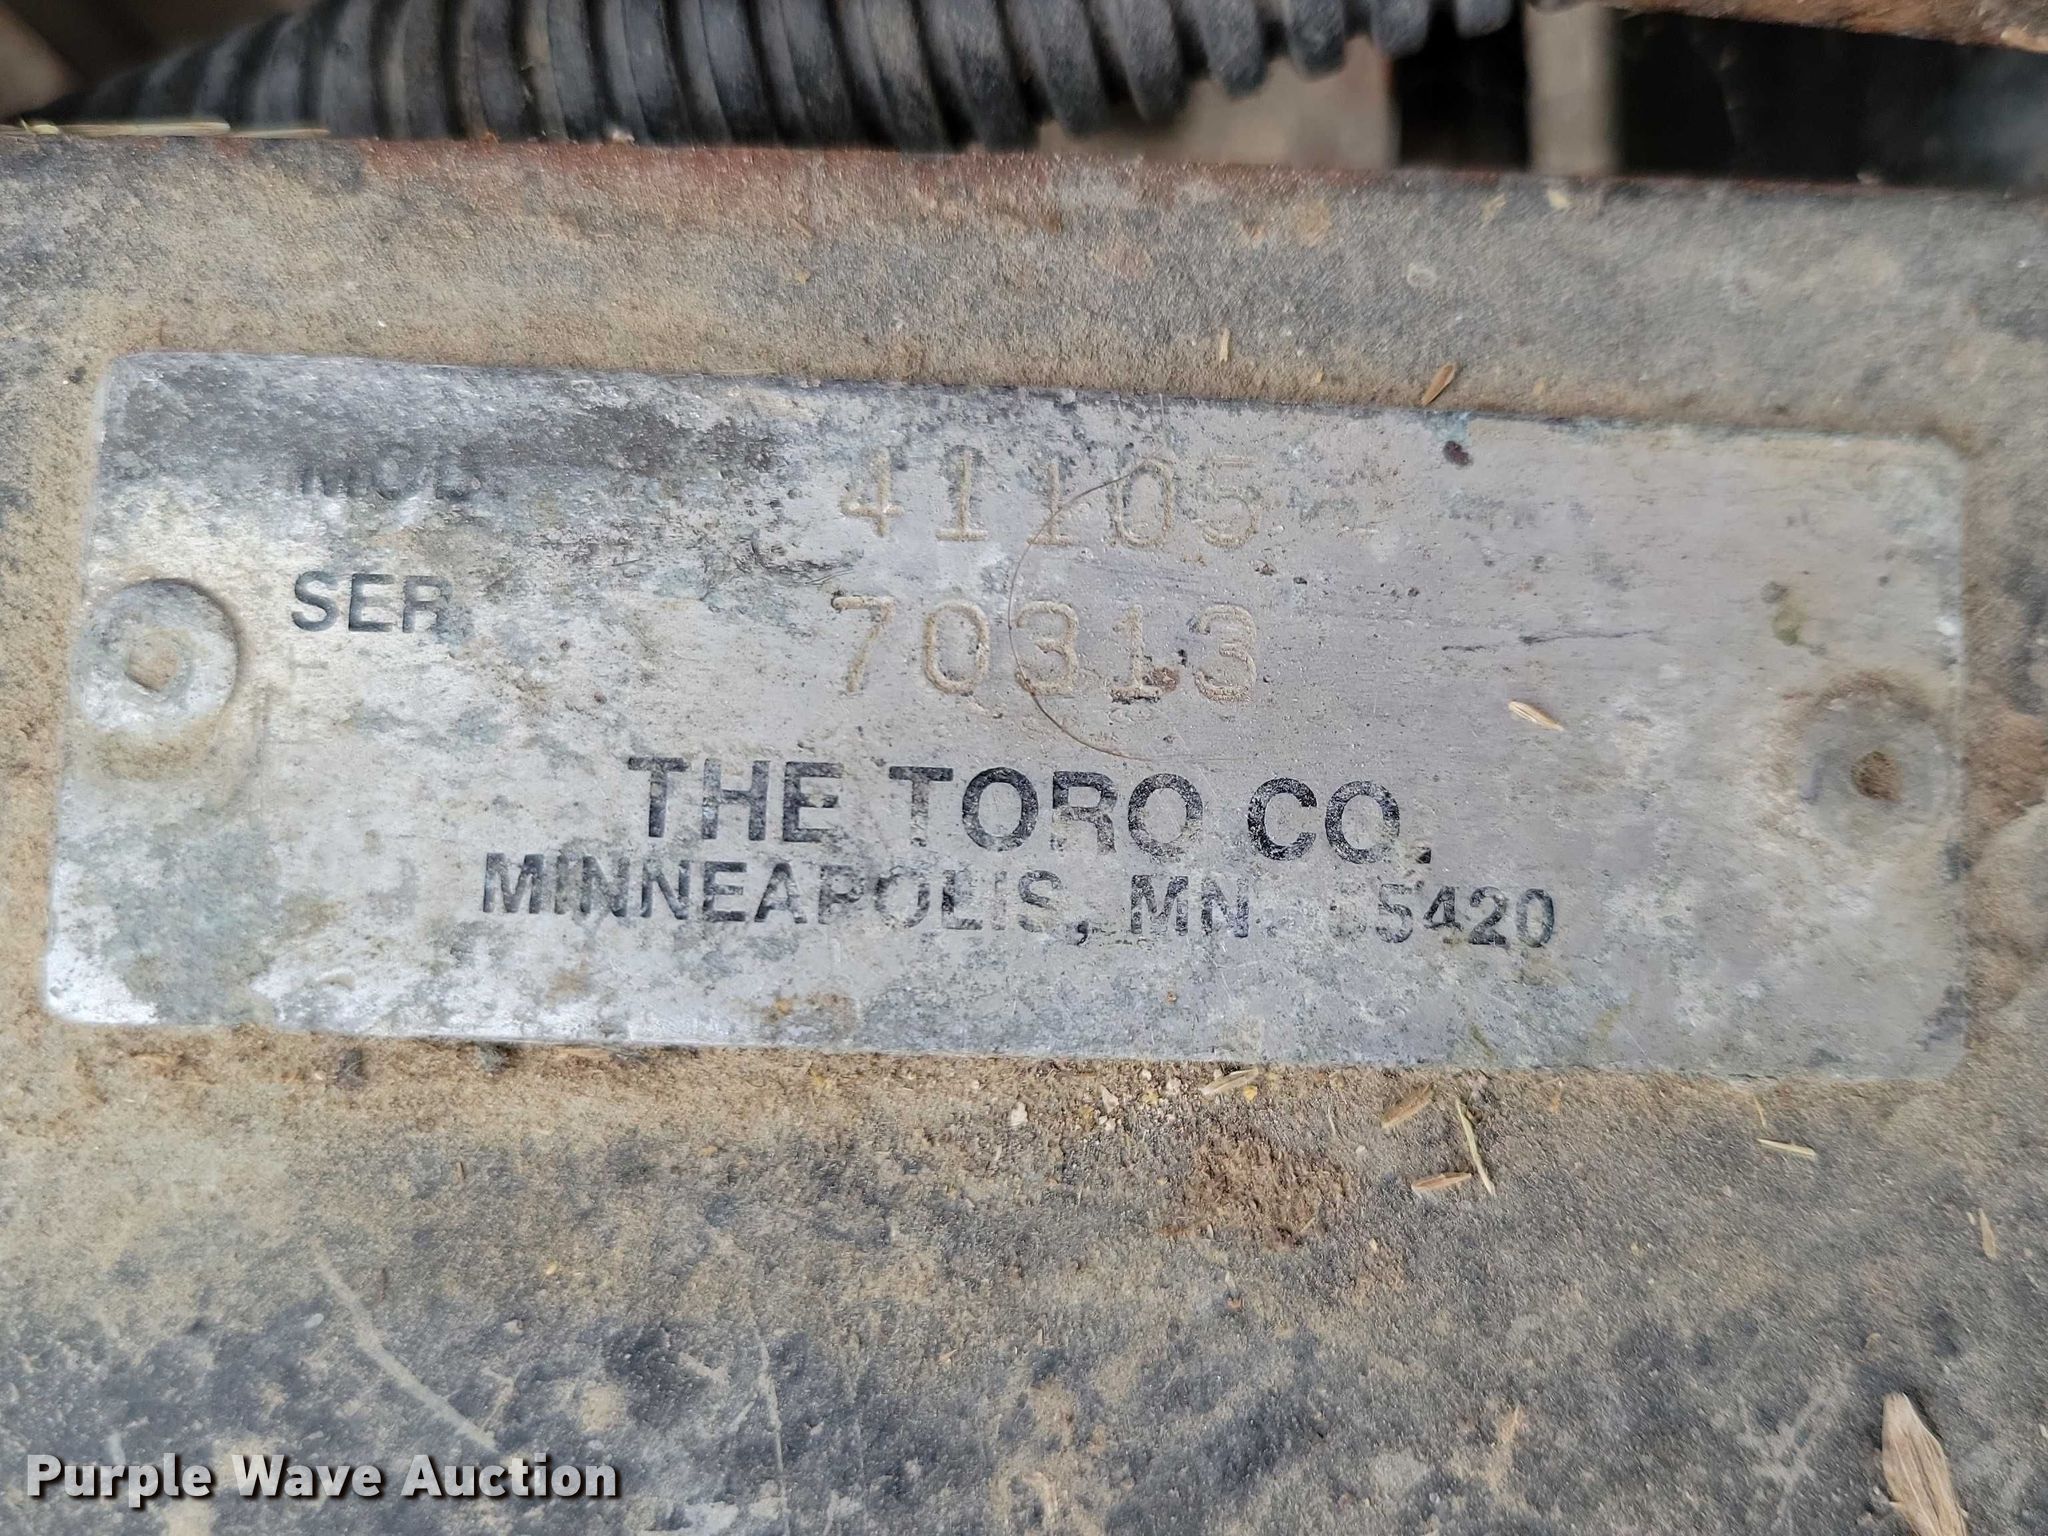 MOD. 41105
SER. 70313
THE TORO CO.
MINNEAPOLIS, MN. 55420
Purple Wave Auction